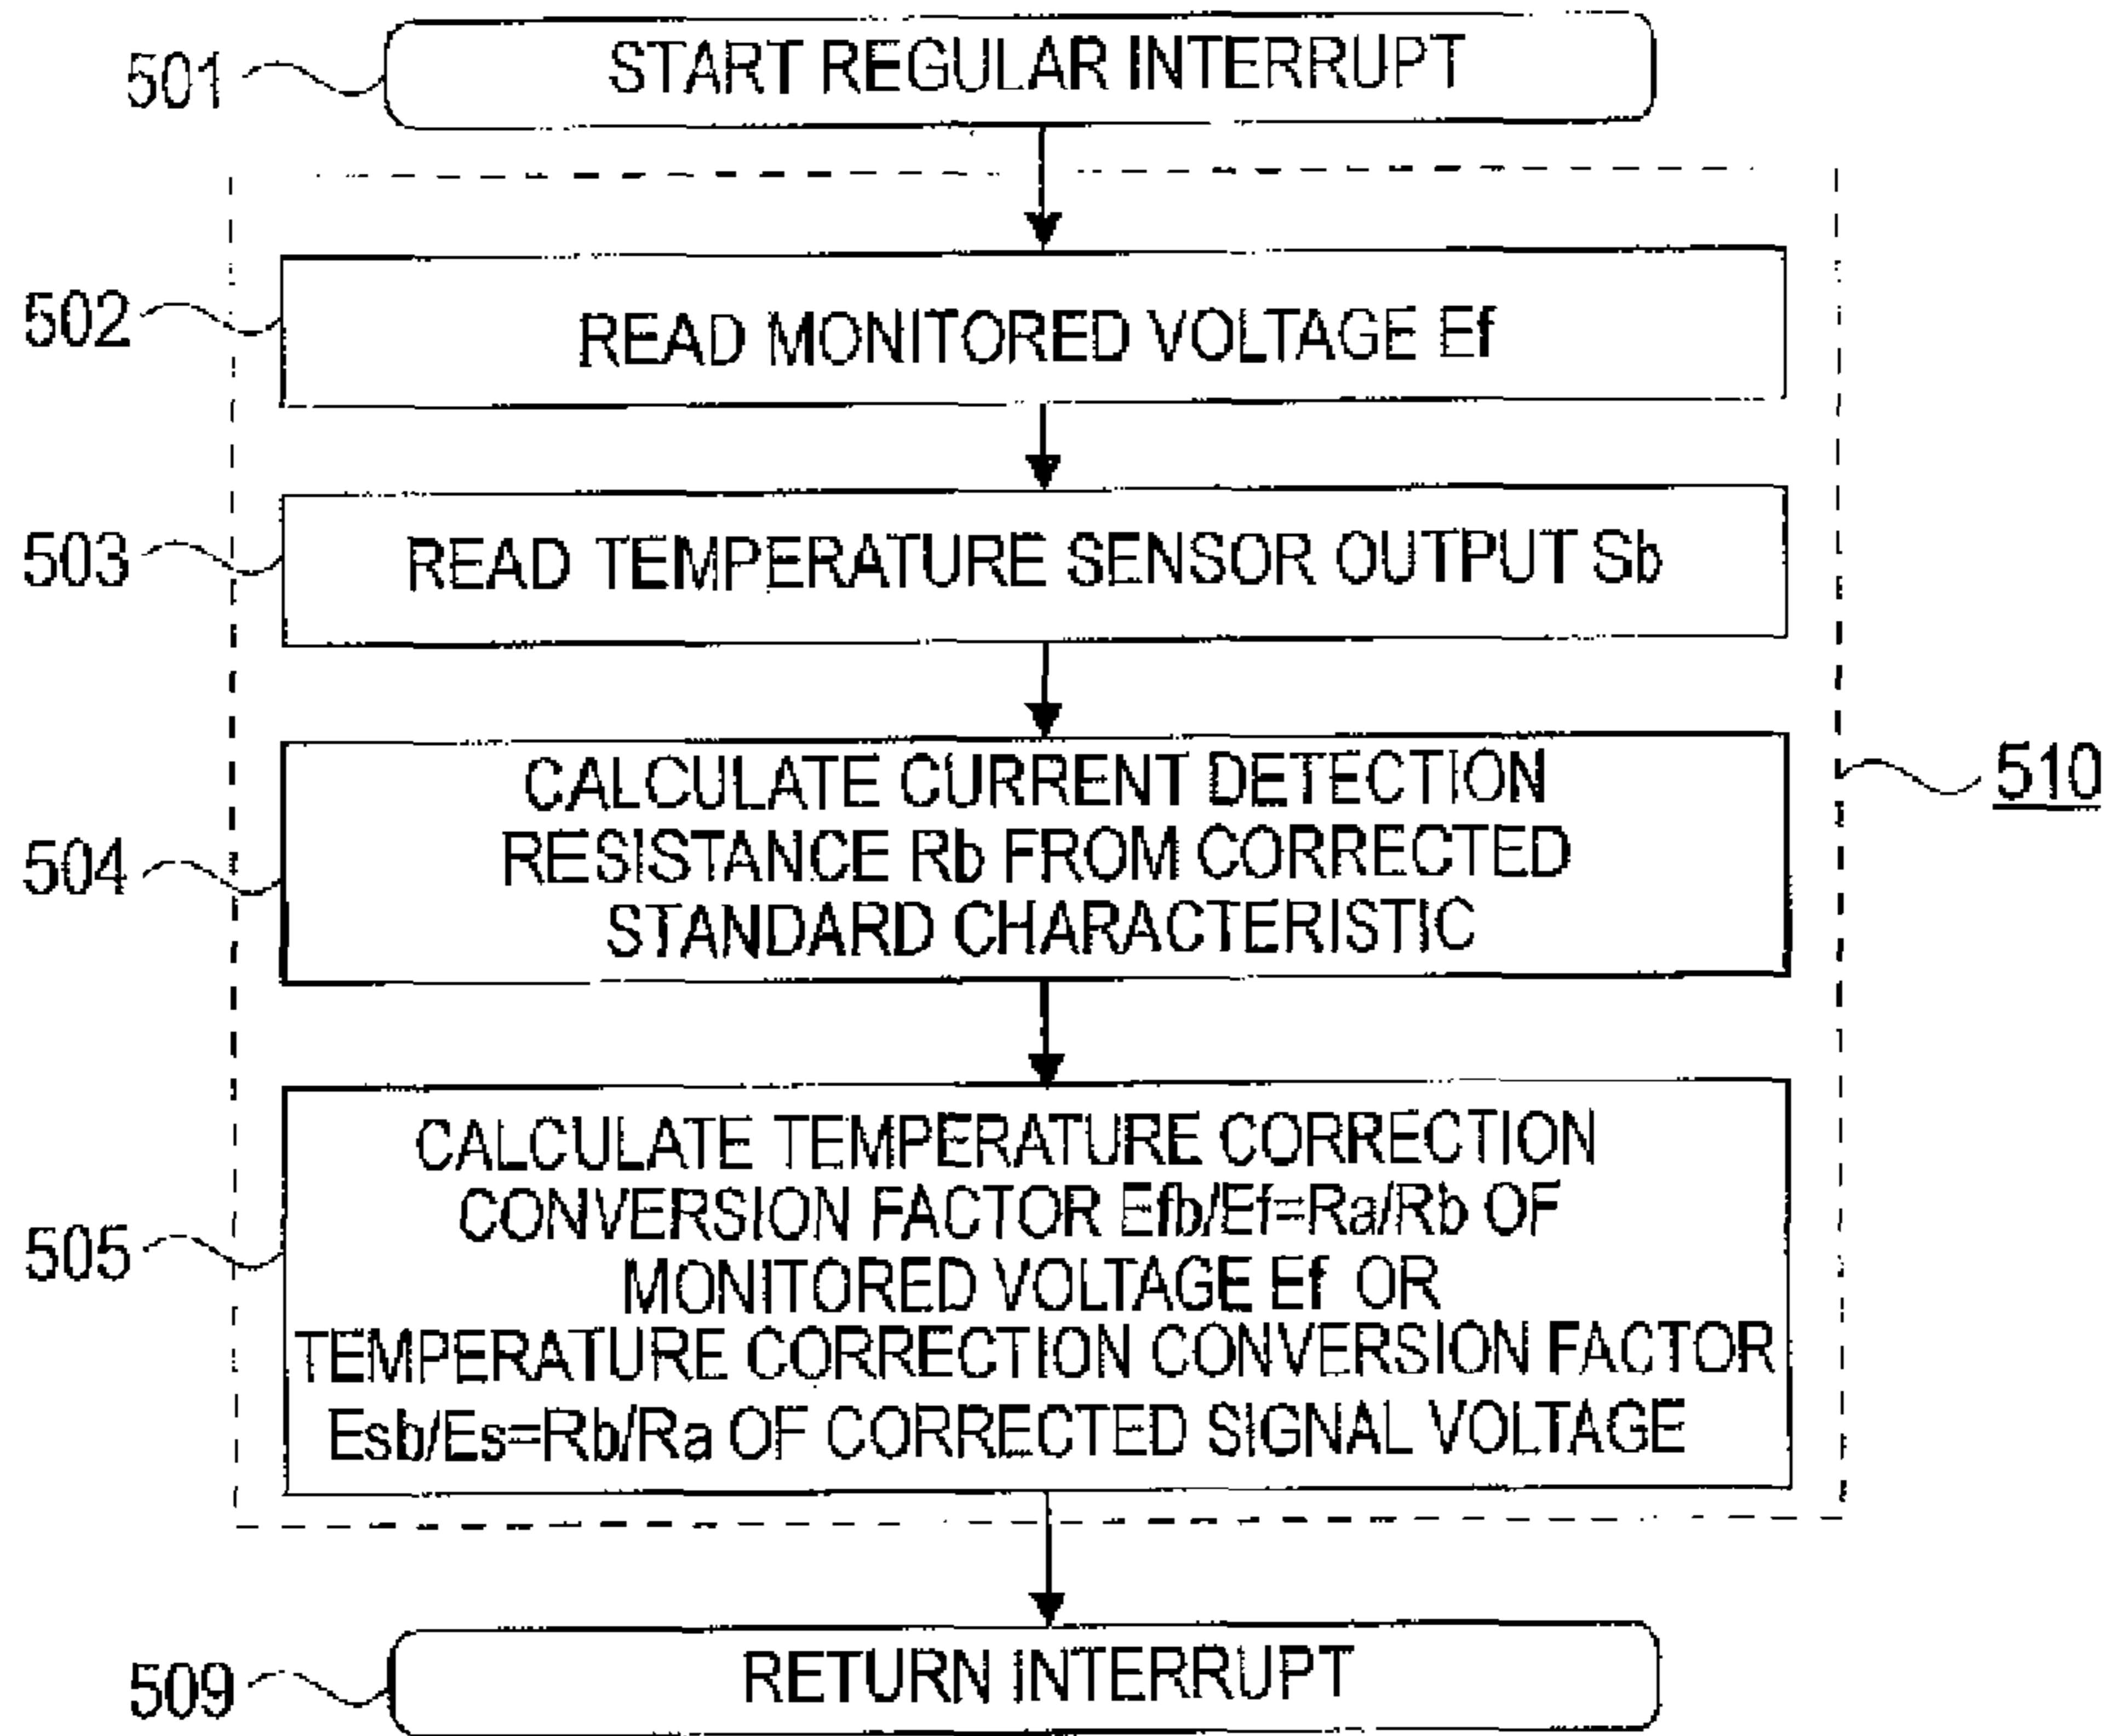 501
START REGULAR INTERRUPT
502
READ MONITORED VOLTAGE Ef
503
READ TEMPERATURE SENSOR OUTPUT Sb
504
CALCULATE CURRENT DETECTION
RESISTANCE Rb FROM CORRECTED
STANDARD CHARACTERISTIC
510
505
CALCULATE TEMPERATURE CORRECTION
CONVERSION FACTOR Efb/Ef=Ra/Rb OF
MONITORED VOLTAGE Ef OR
TEMPERATURE CORRECTION CONVERSION FACTOR
Esb/Es=Rb/Ra OF CORRECTED SIGNAL VOLTAGE
509
RETURN INTERRUPT